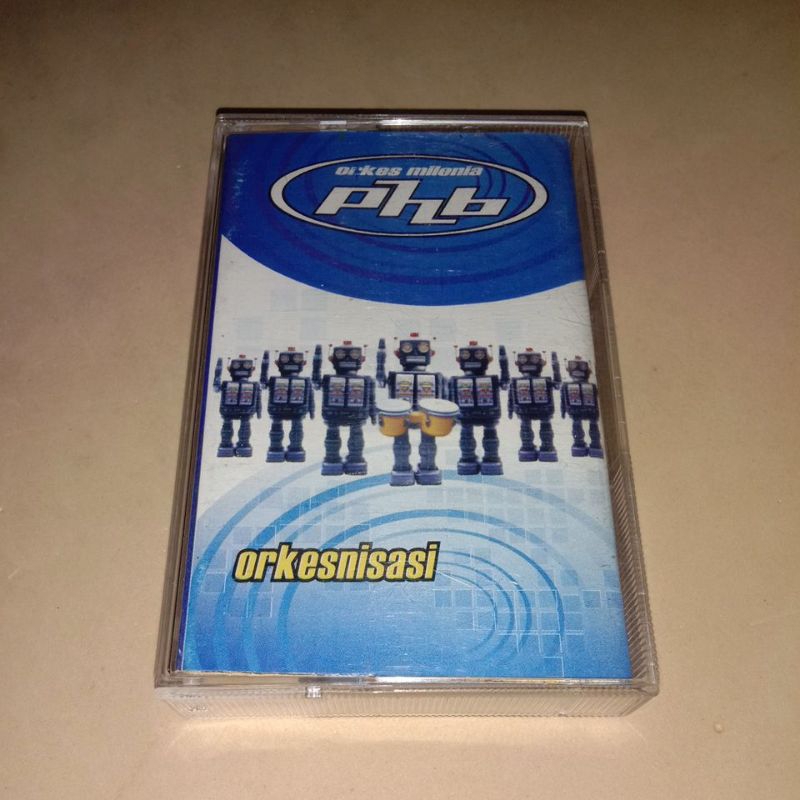 orkes milenia
phb
orkesnisasi